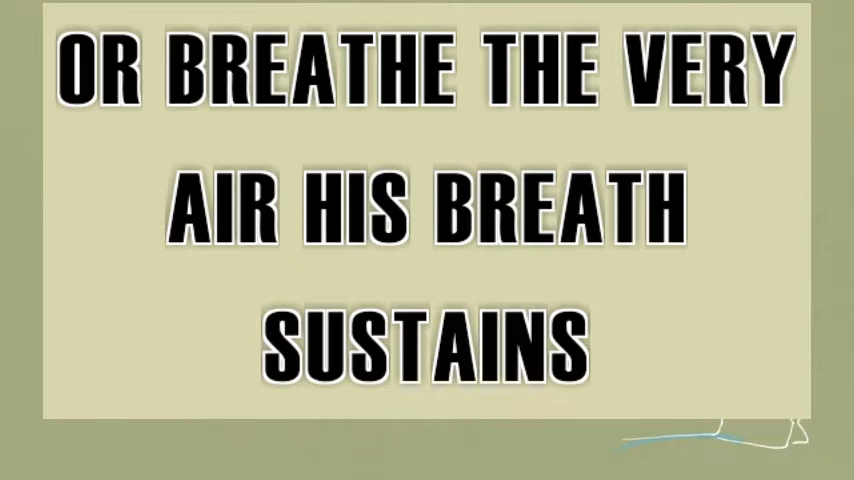 OR BREATHE THE VERY
AIR HIS BREATH
SUSTAINS